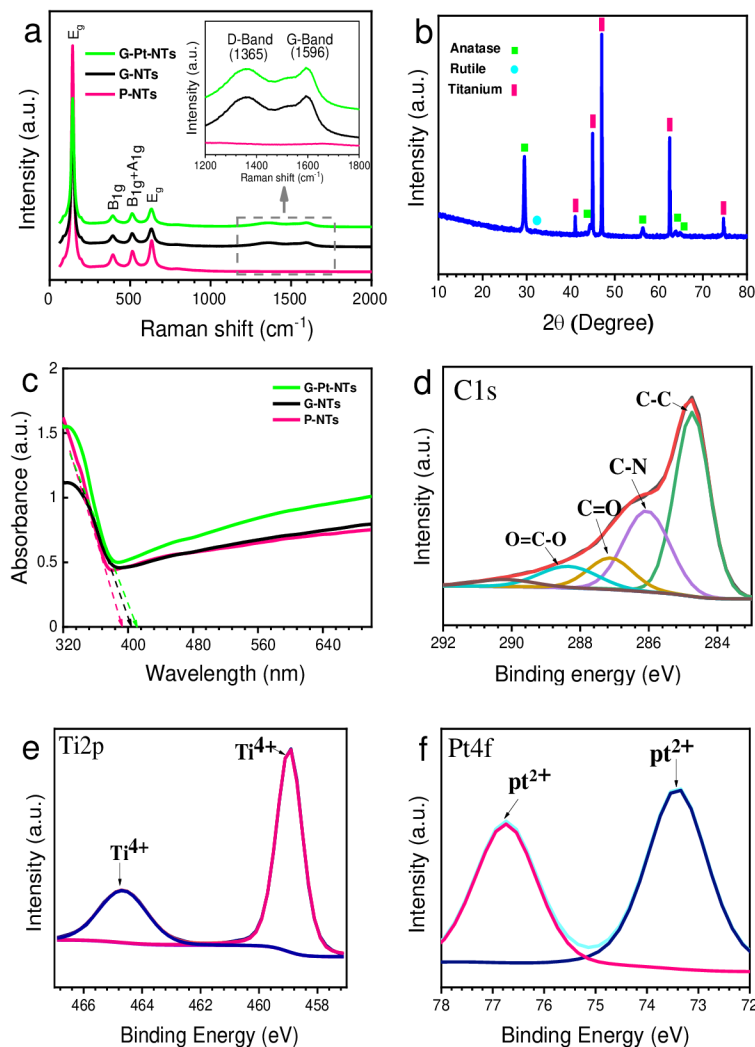 a
E_g
G-Pt-NTs
G-NTs
P-NTs
B_1g
B_1g+A_1g
E_g
Intensity (a.u.)
Raman shift (cm⁻¹)
0 500 1000 1500 2000
D-Band
(1365)
G-Band
(1596)
Intensity (a.u.)
1200 1400 1600 1800
Raman shift (cm⁻¹)
b
Anatase
Rutile
Titanium
Intensity (a.u.)
10 20 30 40 50 60 70 80
2θ (Degree)
c
G-Pt-NTs
G-NTs
P-NTs
Absorbance (a.u.)
2
1.5
1
0.5
0
320 400 480 560 640
Wavelength (nm)
d
C1s
C-C
C-N
C=O
O=C-O
Intensity (a.u.)
292 290 288 286 284
Binding energy (eV)
e
Ti2p
Ti⁴⁺
Ti⁴⁺
Intensity (a.u.)
466 464 462 460 458
Binding Energy (eV)
f
Pt4f
pt²⁺
pt²⁺
Intensity (a.u.)
78 77 76 75 74 73 72
Binding Energy (eV)